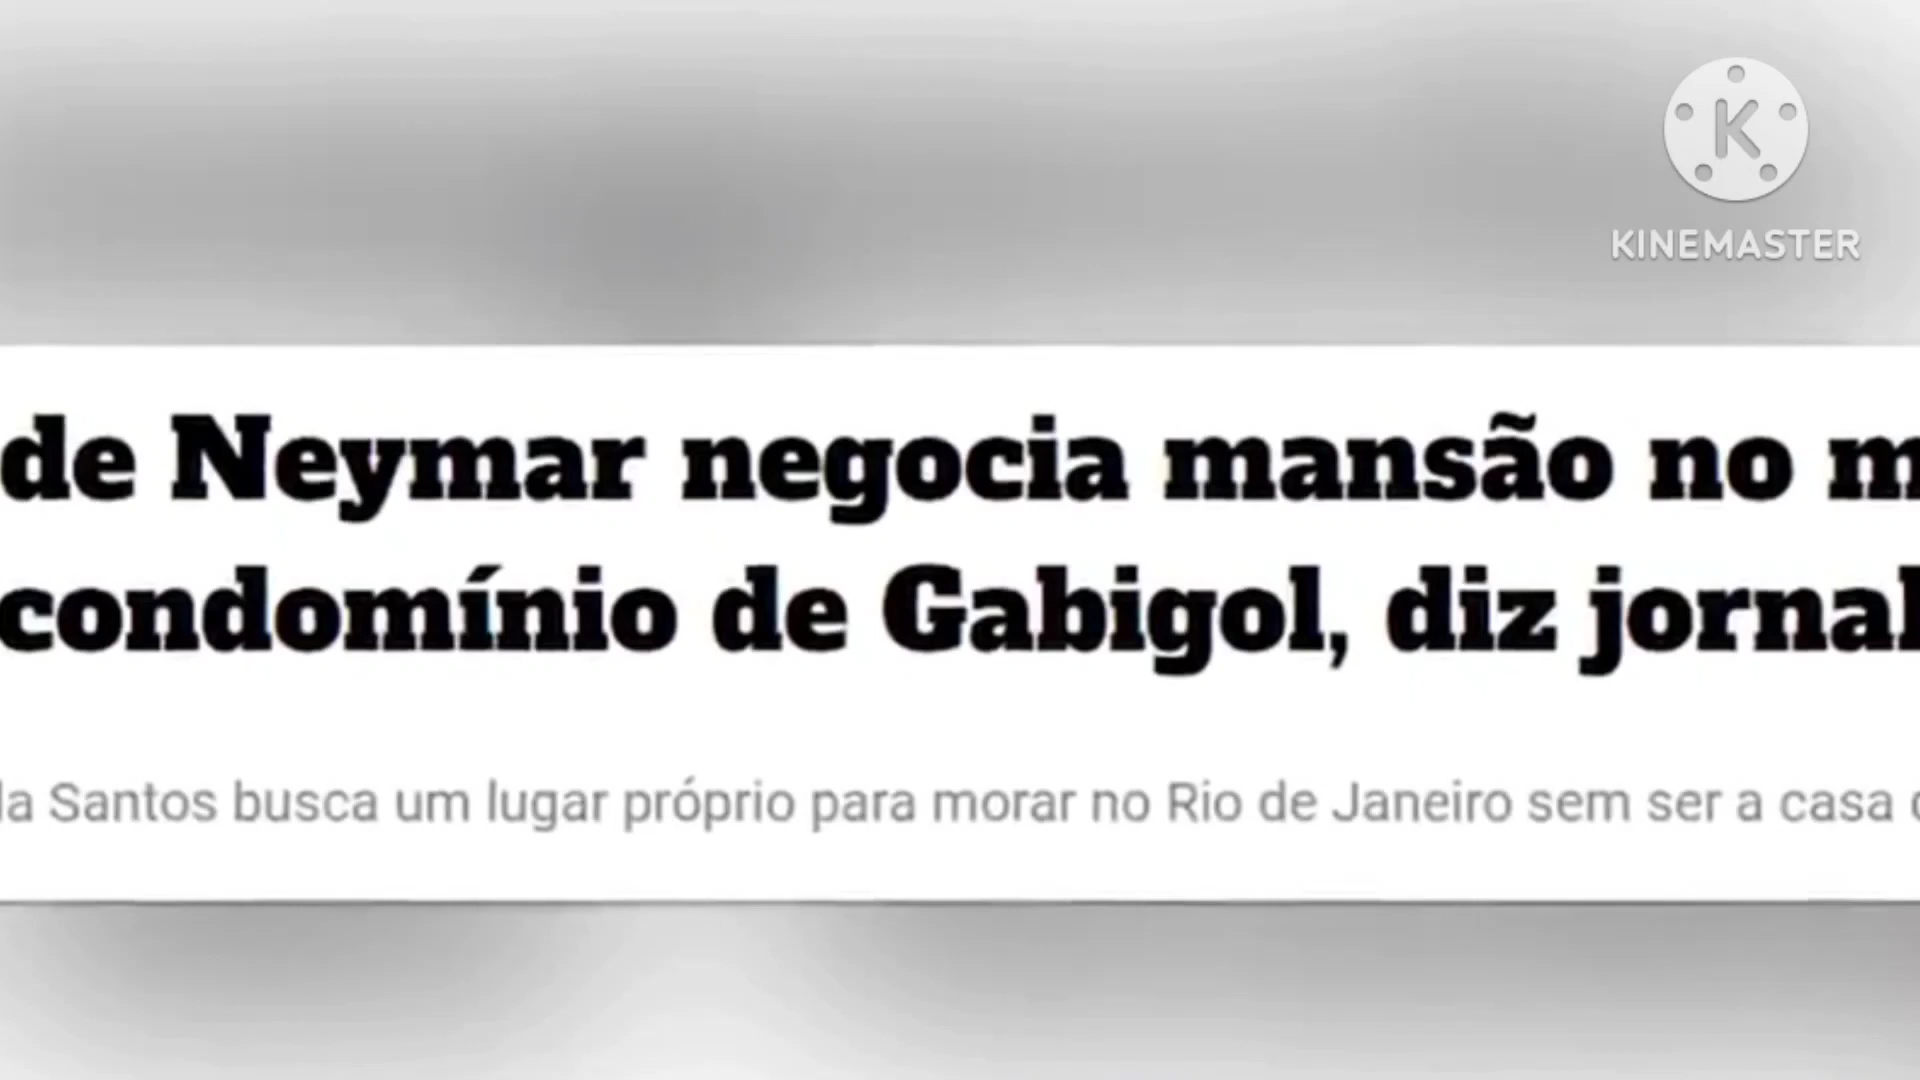 K
KINEMASTER
de Neymar negocia mansão no m
condomínio de Gabigol, diz jornal
la Santos busca um lugar próprio para morar no Rio de Janeiro sem ser a casa